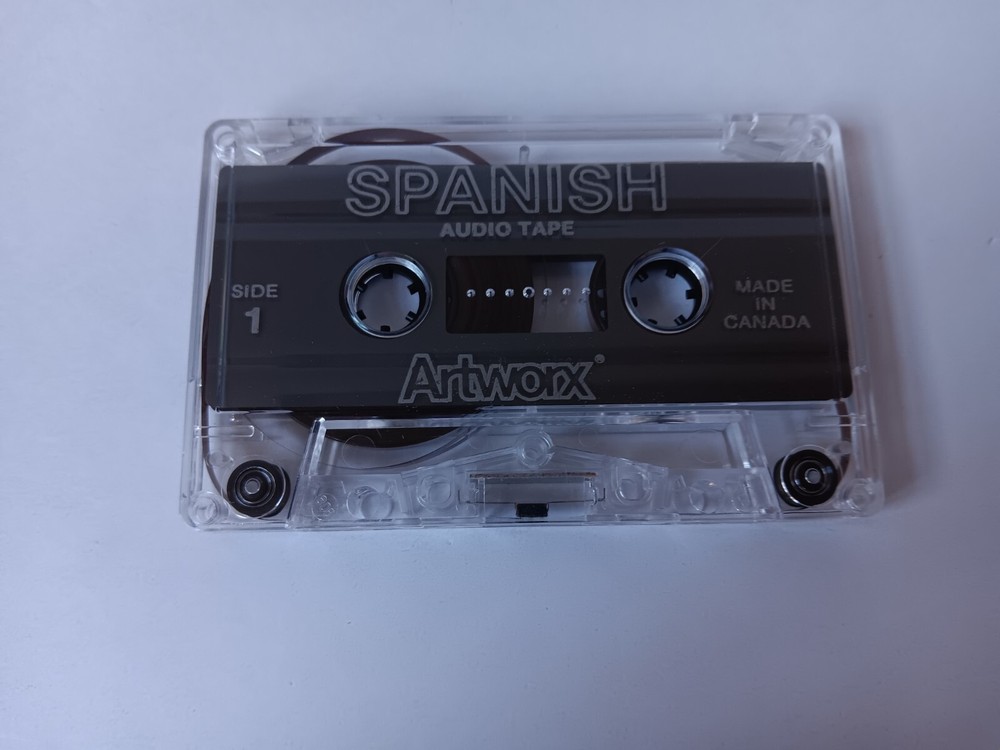 SPANISH
AUDIO TAPE
SIDE
1
MADE
IN
CANADA
Artworx®